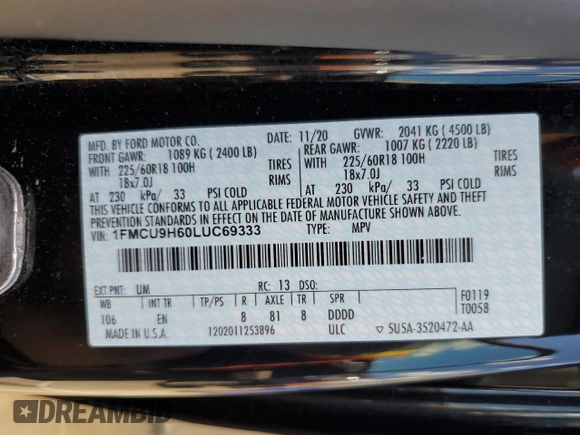 MFD. BY FORD MOTOR CO. DATE: 11/20 GVWR: 2041 KG ( 4500 LB)
FRONT GAWR: 1089 KG ( 2400 LB) REAR GAWR: 1007 KG ( 2220 LB)
WITH 225/60R18 100H TIRES WITH 225/60R18 100H TIRES
18x7.0J RIMS 18x7.0J RIMS
AT 230 kPa/ 33 PSI COLD AT 230 kPa/ 33 PSI COLD
THIS VEHICLE CONFORMS TO ALL APPLICABLE FEDERAL MOTOR VEHICLE SAFETY AND THEFT
PREVENTION STANDARDS IN EFFECT ON THE DATE OF MANUFACTURE SHOWN ABOVE.
VIN: 1FMCU9H60LUC69333 TYPE: MPV
EXT PNT: UM RC: 13 DSO: F0119
WB INT TR TP/PS R AXLE TR SPR T0058
106 EN 8 81 8 DDDD
MADE IN U.S.A. 1202011253896 ULC ▽ 5U5A-3520472-AA
DREAMBID